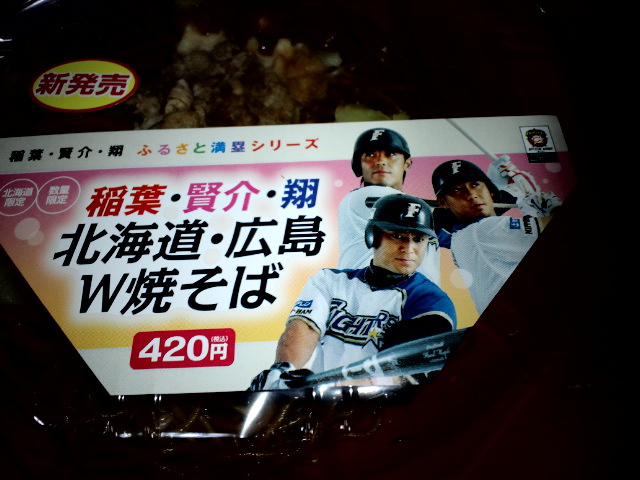 新発売
稲葉・賢介・翔 ふるさと満塁シリーズ
北海道
限定
数量
限定
稲葉・賢介・翔
北海道・広島
W焼そば
420円
(税込)
F
F
F
FIGHTERS